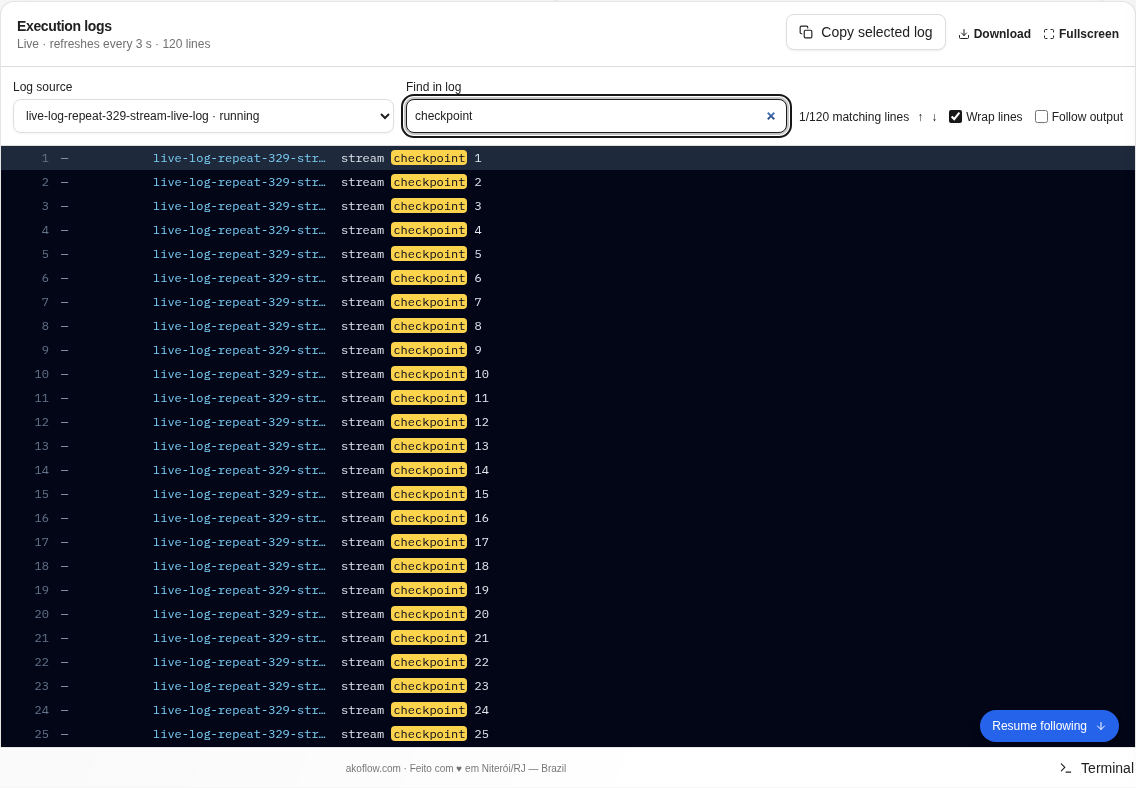 Execution logs
Live · refreshes every 3 s · 120 lines
Copy selected log
Download
Fullscreen
Log source
Find in log
live-log-repeat-329-stream-live-log · running
checkpoint
×
1/120 matching lines ↑ ↓
Wrap lines
Follow output
1 — live-log-repeat-329-str… stream checkpoint 1
2 — live-log-repeat-329-str… stream checkpoint 2
3 — live-log-repeat-329-str… stream checkpoint 3
4 — live-log-repeat-329-str… stream checkpoint 4
5 — live-log-repeat-329-str… stream checkpoint 5
6 — live-log-repeat-329-str… stream checkpoint 6
7 — live-log-repeat-329-str… stream checkpoint 7
8 — live-log-repeat-329-str… stream checkpoint 8
9 — live-log-repeat-329-str… stream checkpoint 9
10 — live-log-repeat-329-str… stream checkpoint 10
11 — live-log-repeat-329-str… stream checkpoint 11
12 — live-log-repeat-329-str… stream checkpoint 12
13 — live-log-repeat-329-str… stream checkpoint 13
14 — live-log-repeat-329-str… stream checkpoint 14
15 — live-log-repeat-329-str… stream checkpoint 15
16 — live-log-repeat-329-str… stream checkpoint 16
17 — live-log-repeat-329-str… stream checkpoint 17
18 — live-log-repeat-329-str… stream checkpoint 18
19 — live-log-repeat-329-str… stream checkpoint 19
20 — live-log-repeat-329-str… stream checkpoint 20
21 — live-log-repeat-329-str… stream checkpoint 21
22 — live-log-repeat-329-str… stream checkpoint 22
23 — live-log-repeat-329-str… stream checkpoint 23
24 — live-log-repeat-329-str… stream checkpoint 24
25 — live-log-repeat-329-str… stream checkpoint 25
Resume following ↓
akoflow.com · Feito com ♥ em Niterói/RJ — Brazil
Terminal